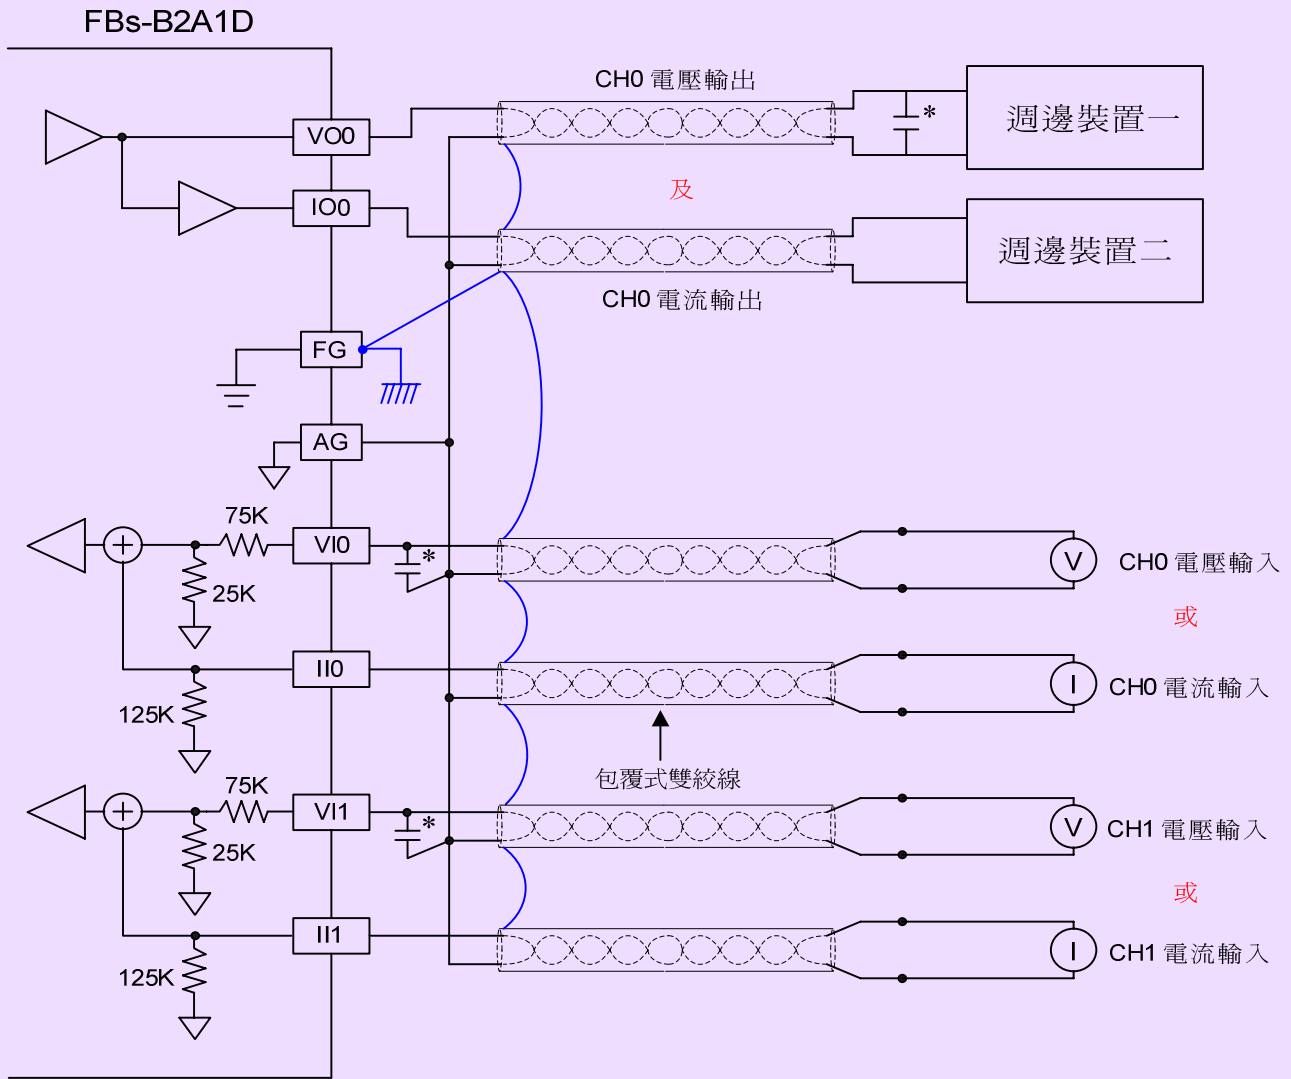 FBs-B2A1D
CH0 電壓輸出
*
週邊裝置一
VO0
及
IO0
週邊裝置二
CH0 電流輸出
FG
AG
75K
VI0
*
V
CH0 電壓輸入
25K
或
II0
I
CH0 電流輸入
125K
包覆式雙絞線
75K
VI1
*
V
CH1 電壓輸入
25K
或
II1
I
CH1 電流輸入
125K